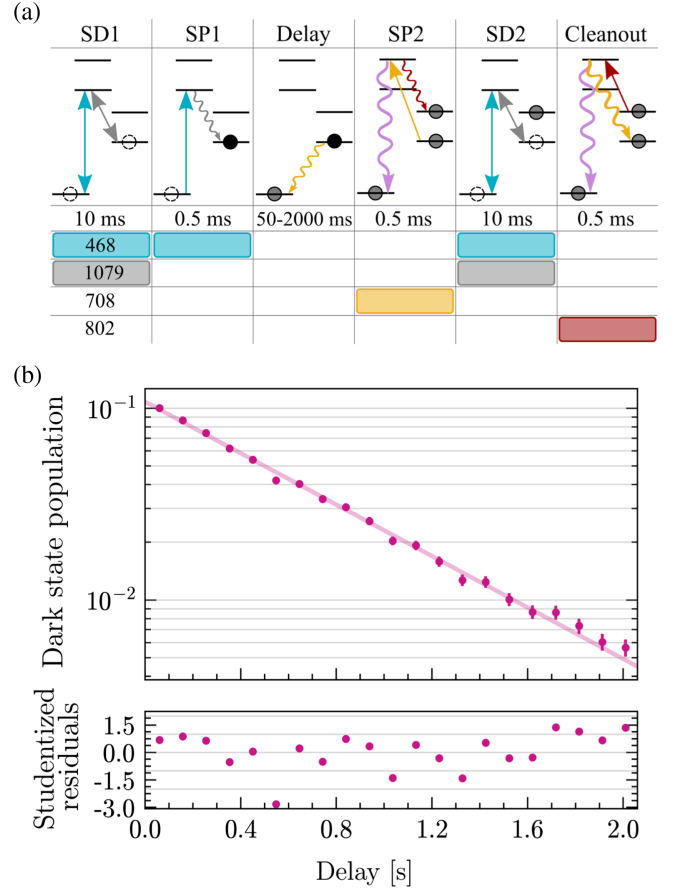 (a)
SD1 SP1 Delay SP2 SD2 Cleanout
10 ms 0.5 ms 50-2000 ms 0.5 ms 10 ms 0.5 ms
468
1079
708
802
(b)
Dark state population
10⁻¹
10⁻²
Studentized
residuals
1.5
0.0
-1.5
-3.0
0.0 0.4 0.8 1.2 1.6 2.0
Delay [s]